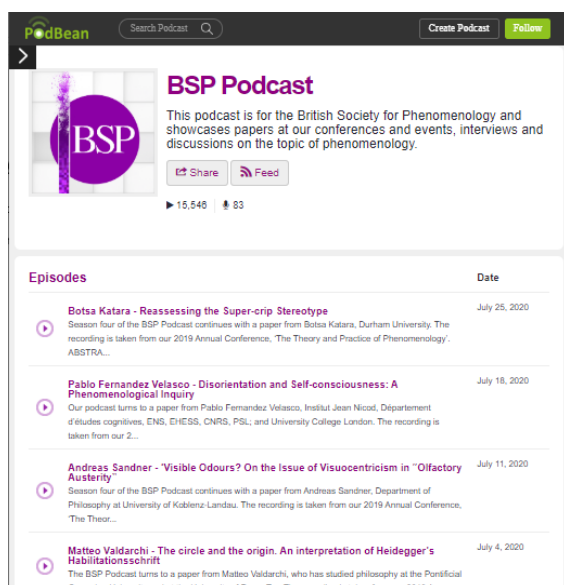 PodBean
Search Podcast
Create Podcast
Follow
BSP
BSP Podcast
This podcast is for the British Society for Phenomenology and
showcases papers at our conferences and events, interviews and
discussions on the topic of phenomenology.
Share
Feed
15,546
83
Episodes
Date
Botsa Katara - Reassessing the Super-crip Stereotype
July 25, 2020
Season four of the BSP Podcast continues with a paper from Botsa Katara, Durham University. The
recording is taken from our 2019 Annual Conference, ‘The Theory and Practice of Phenomenology’.
ABSTRA...
Pablo Fernandez Velasco - Disorientation and Self-consciousness: A
Phenomenological Inquiry
July 18, 2020
Our podcast turns to a paper from Pablo Fernandez Velasco, Institut Jean Nicod, Département
d’études cognitives, ENS, EHESS, CNRS, PSL; and University College London. The recording is
taken from our 2...
Andreas Sandner - ‘Visible Odours? On the Issue of Visuocentricism in “Olfactory
Austerity”
July 11, 2020
Season four of the BSP Podcast continues with a paper from Andreas Sandner, Department of
Philosophy at University of Koblenz-Landau. The recording is taken from our 2019 Annual Conference,
‘The Theor...
Matteo Valdarchi - The circle and the origin. An interpretation of Heidegger’s
Habilitationsschrift
July 4, 2020
The BSP Podcast turns to a paper from Matteo Valdarchi, who has studied philosophy at the Pontificial